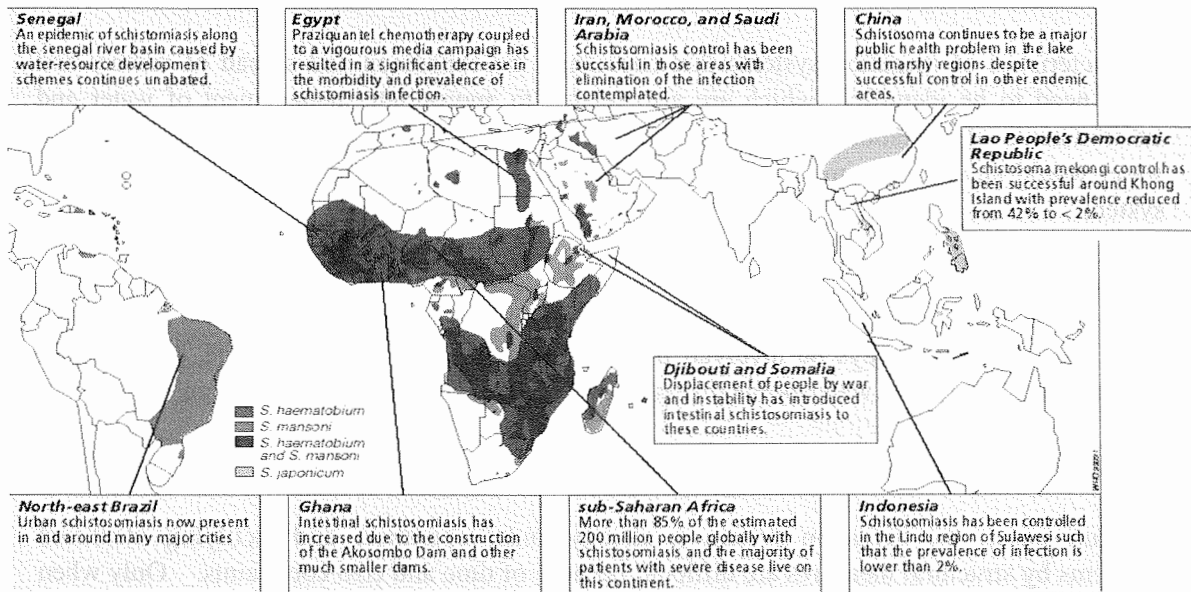 Senegal
An epidemic of schistomiasis along
the senegal river basin caused by
water-resource development
schemes continues unabated.
Egypt
Praziquantel chemotherapy coupled
to a vigourous media campaign has
resulted in a significant decrease in
the morbidity and prevalence of
schistomiasis infection.
Iran, Morocco, and Saudi
Arabia
Schistosomiasis control has been
succssful in those areas with
elimination of the infection
contemplated.
China
Schistosoma continues to be a major
public health problem in the lake
and marshy regions despite
successful control in other endemic
areas.
Lao People's Democratic
Republic
Schistosoma mekongi control has
been successful around Khong
Island with prevalence reduced
from 42% to < 2%.
Djibouti and Somalia
Displacement of people by war
and instability has introduced
intestinal schistosomiasis to
these countries.
S. haematobium
S. mansoni
S. haematobium
and S. mansoni
S. japonicum
North-east Brazil
Urban schistosomiasis now present
in and around many major cities
Ghana
Intestinal schistosomiasis has
increased due to the construction
of the Akosombo Dam and other
much smaller dams.
sub-Saharan Africa
More than 85% of the estimated
200 million people globally with
schistosomiasis and the majority of
patients with severe disease live on
this continent.
Indonesia
Schistosomiasis has been controlled
in the Lindu region of Sulawesi such
that the prevalence of infection is
lower than 2%.